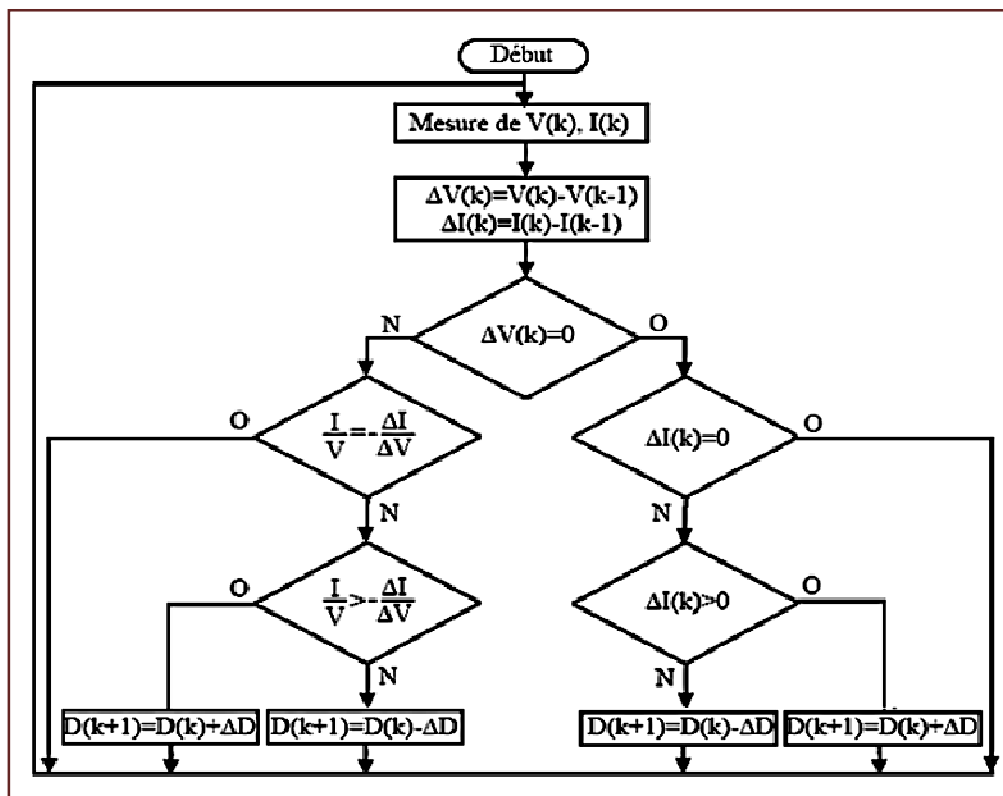 Début
Mesure de V(k), I(k)
ΔV(k)=V(k)-V(k-1)
ΔI(k)=I(k)-I(k-1)
ΔV(k)=0
N
O
I/V=-ΔI/ΔV
O
N
ΔI(k)=0
O
N
I/V>-ΔI/ΔV
O
N
ΔI(k)>0
O
N
D(k+1)=D(k)+ΔD
D(k+1)=D(k)-ΔD
D(k+1)=D(k)-ΔD
D(k+1)=D(k)+ΔD